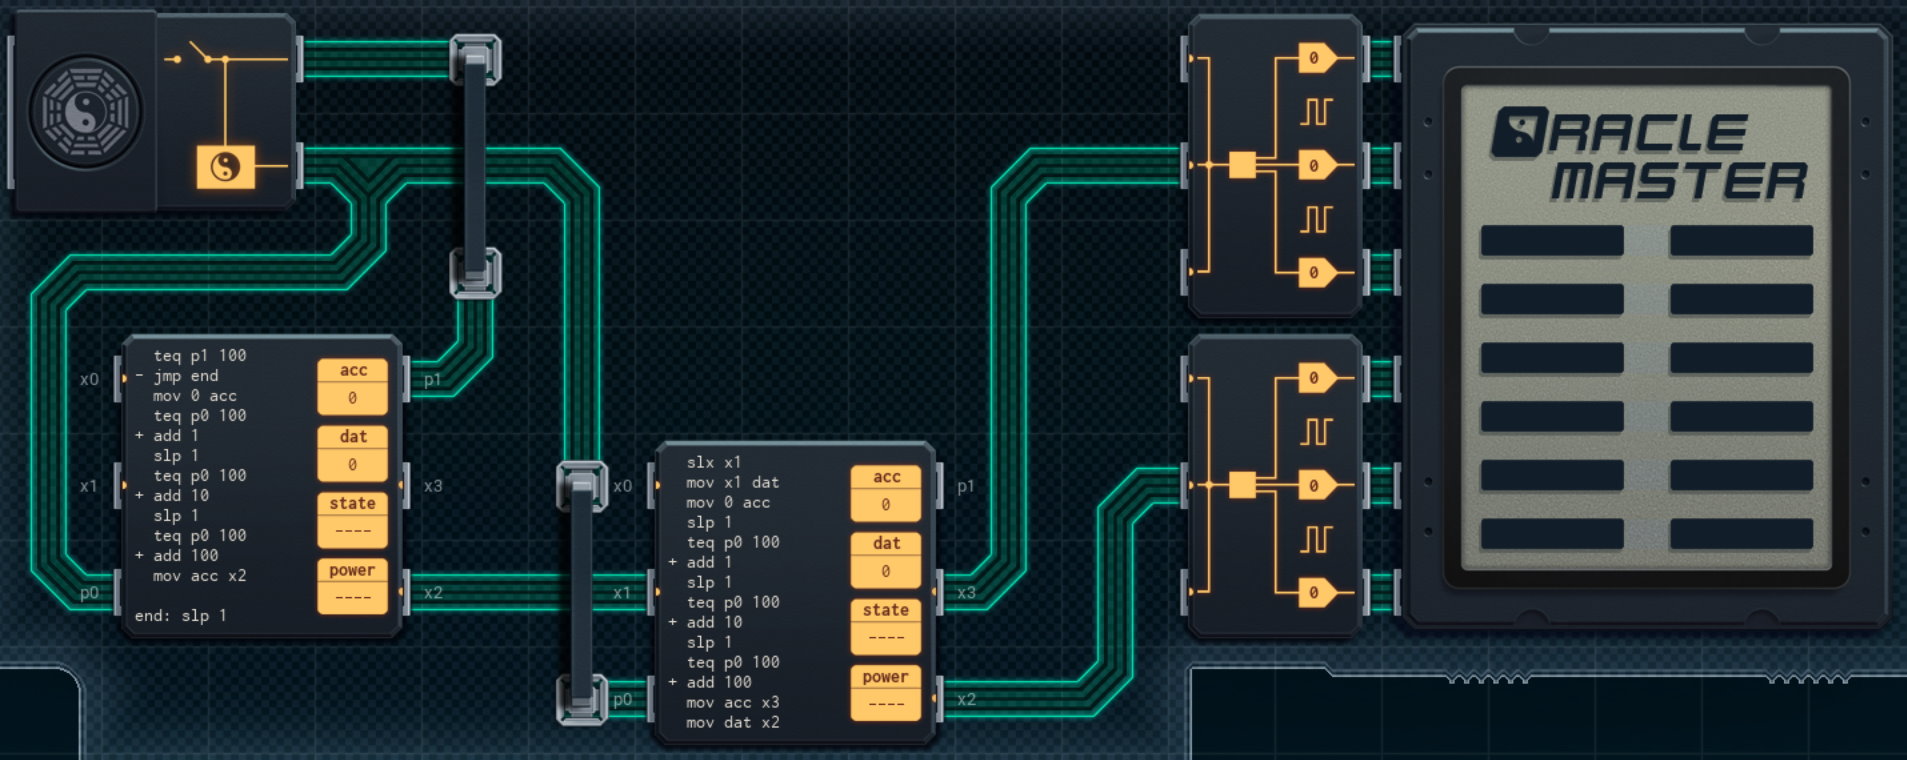 ORACLE
MASTER
0
0
0
x0
teq p1 100
- jmp end
mov 0 acc
teq p0 100
+ add 1
slp 1
teq p0 100
+ add 10
slp 1
teq p0 100
+ add 100
mov acc x2
end: slp 1
acc
0
dat
0
state
----
power
----
p1
x1
x3
p0
x2
x0
slx x1
mov x1 dat
mov 0 acc
slp 1
teq p0 100
+ add 1
slp 1
teq p0 100
+ add 10
slp 1
teq p0 100
+ add 100
mov acc x3
mov dat x2
acc
0
dat
0
state
----
power
----
p1
x1
x3
p0
x2
0
0
0